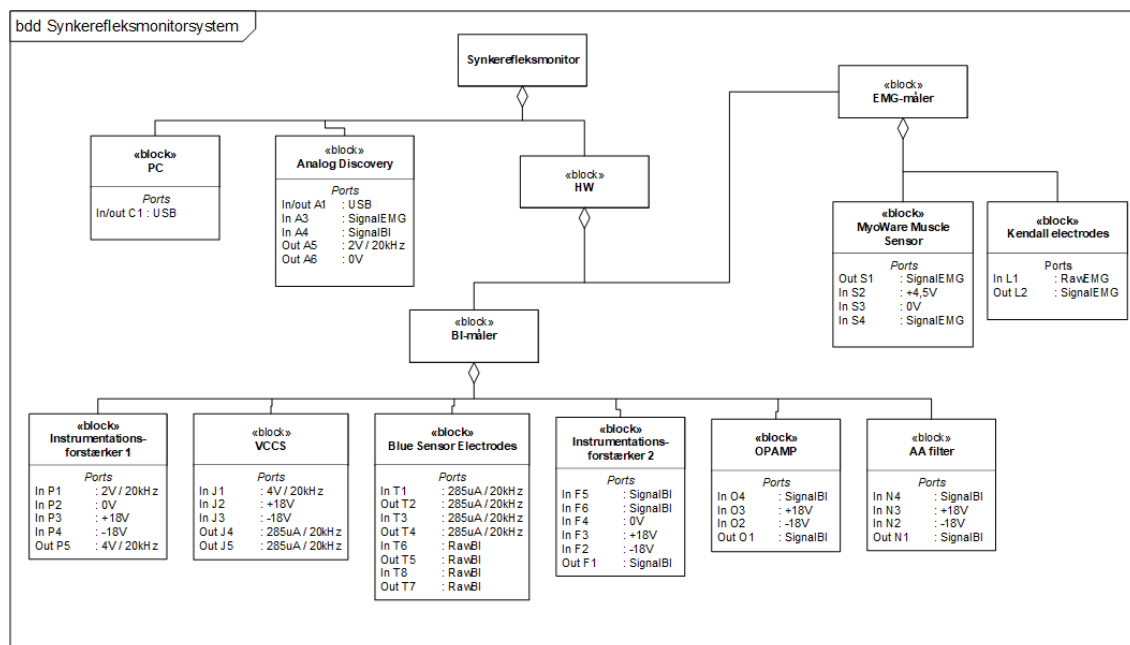 bdd Synkerefleksmonitorsystem
Synkerefleksmonitor
«block»
EMG-måler
«block»
PC
Ports
In/out C1 : USB
«block»
Analog Discovery
Ports
In/out A1 : USB
In A3 : SignalEMG
In A4 : SignalBI
Out A5 : 2V / 20kHz
Out A6 : 0V
«block»
HW
«block»
MyoWare Muscle
Sensor
Ports
Out S1 : SignalEMG
In S2 : +4,5V
In S3 : 0V
In S4 : SignalEMG
«block»
Kendall electrodes
Ports
In L1 : RawEMG
Out L2 : SignalEMG
«block»
BI-måler
«block»
Instrumentations-
forstærker 1
Ports
In P1 : 2V / 20kHz
In P2 : 0V
In P3 : +18V
In P4 : -18V
Out P5 : 4V / 20kHz
«block»
VCCS
Ports
In J1 : 4V / 20kHz
In J2 : +18V
In J3 : -18V
Out J4 : 285uA / 20kHz
Out J5 : 285uA / 20kHz
«block»
Blue Sensor Electrodes
Ports
In T1 : 285uA / 20kHz
Out T2 : 285uA / 20kHz
In T3 : 285uA / 20kHz
Out T4 : 285uA / 20kHz
In T6 : RawBI
Out T5 : RawBI
In T8 : RawBI
Out T7 : RawBI
«block»
Instrumentations-
forstærker 2
Ports
In F5 : SignalBI
In F6 : SignalBI
In F4 : 0V
In F3 : +18V
In F2 : -18V
Out F1 : SignalBI
«block»
OPAMP
Ports
In O4 : SignalBI
In O3 : +18V
In O2 : -18V
Out O1 : SignalBI
«block»
AA filter
Ports
In N4 : SignalBI
In N3 : +18V
In N2 : -18V
Out N1 : SignalBI